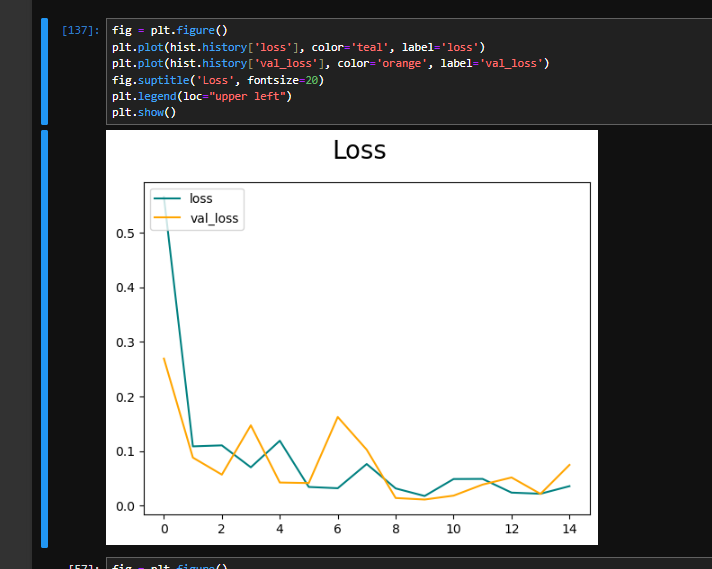 [137]: fig = plt.figure()
plt.plot(hist.history['loss'], color='teal', label='loss')
plt.plot(hist.history['val_loss'], color='orange', label='val_loss')
fig.suptitle('Loss', fontsize=20)
plt.legend(loc="upper left")
plt.show()
Loss
loss
val_loss
0.5
0.4
0.3
0.2
0.1
0.0
0 2 4 6 8 10 12 14
[57]: fig = plt.figure()